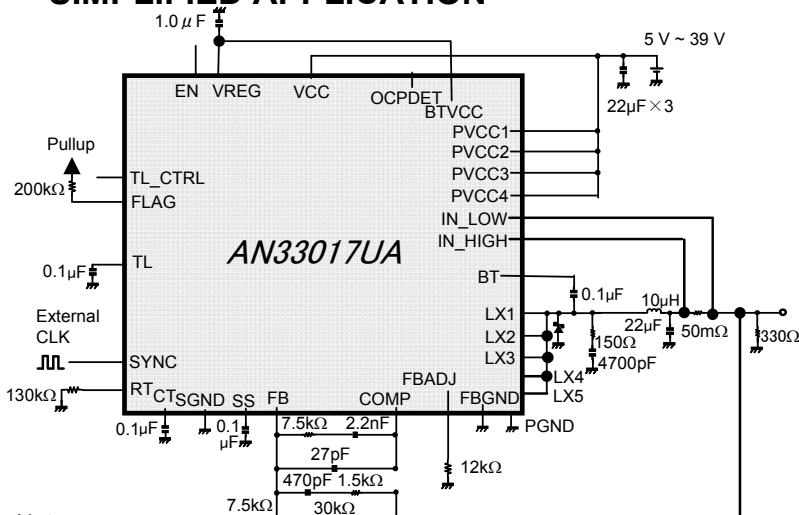 SIMPLIFIED APPLICATION
1.0μF
5 V ~ 39 V
EN VREG VCC OCPDET
BTVCC
22µF×3
PVCC1
PVCC2
PVCC3
PVCC4
Pullup
200kΩ
TL_CTRL
FLAG
IN_LOW
IN_HIGH
AN33017UA
0.1µF
TL
BT
0.1µF
10µH
LX1
22µF
50mΩ
330Ω
External
CLK
LX2
150Ω
LX3
4700pF
SYNC
FBADJ
LX4
LX5
130kΩ
RT
CT
SGND SS FB COMP FBGND
PGND
0.1µF
0.1
µF
7.5kΩ 2.2nF
27pF
12kΩ
470pF 1.5kΩ
7.5kΩ
30kΩ